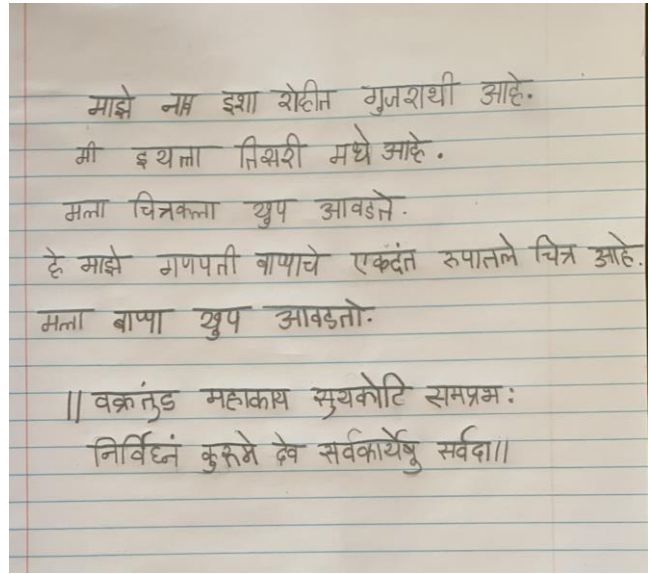 माझे नाम इशा रोहीत गुजराथी आहे.
मी इयत्ता तिसरी मधे आहे.
मला चित्रकला खुप आवडते.
हे माझे गणपती बाप्पाचे एकदंत रुपातले चित्र आहे.
मला बाप्पा खुप आवडतो.
|| वक्रतुंड महाकाय सुयकोटि समप्रभ:
निर्विघ्नं कुरुमे देव सर्वकार्येषु सर्वदा||